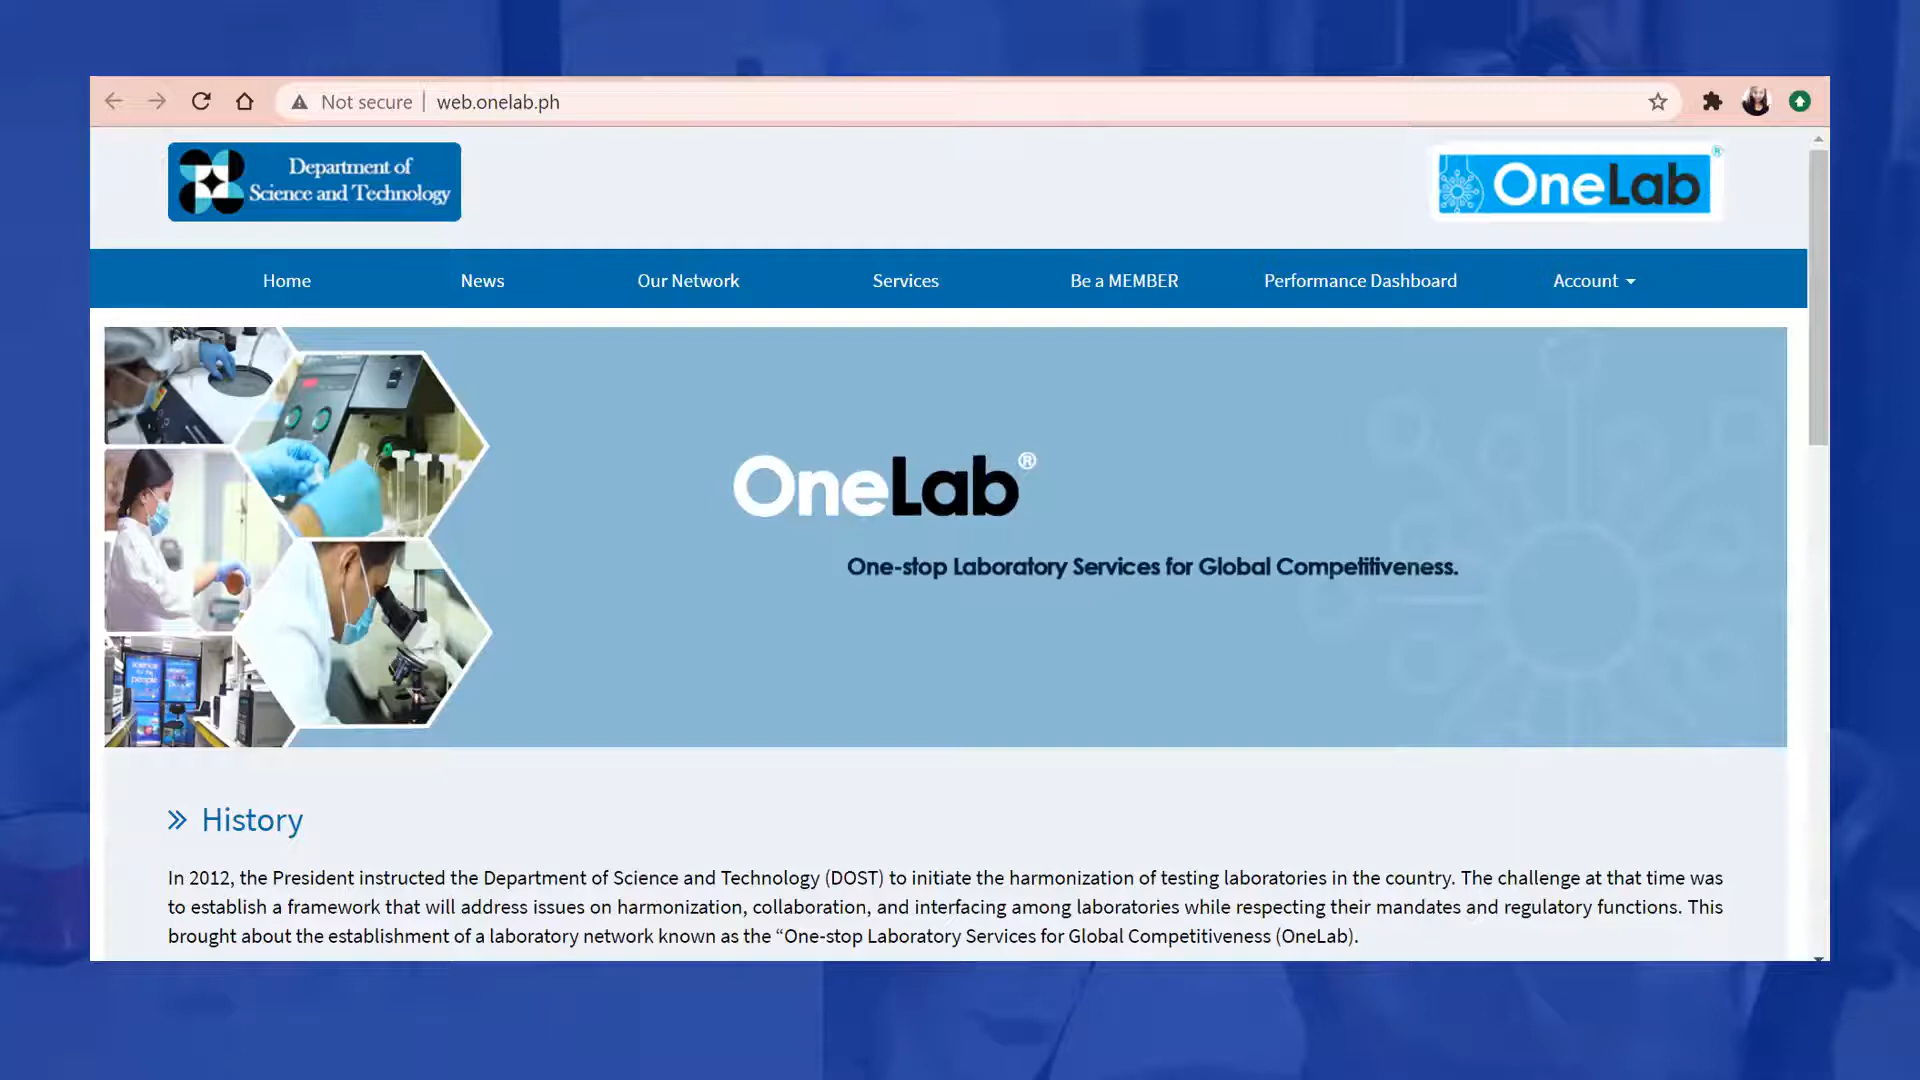 Not secure | web.onelab.ph
Department of
Science and Technology
OneLab®
Home News Our Network Services Be a MEMBER Performance Dashboard Account
OneLab®
One-stop Laboratory Services for Global Competitiveness.
science
for the
people
» History
In 2012, the President instructed the Department of Science and Technology (DOST) to initiate the harmonization of testing laboratories in the country. The challenge at that time was
to establish a framework that will address issues on harmonization, collaboration, and interfacing among laboratories while respecting their mandates and regulatory functions. This
brought about the establishment of a laboratory network known as the “One-stop Laboratory Services for Global Competitiveness (OneLab).